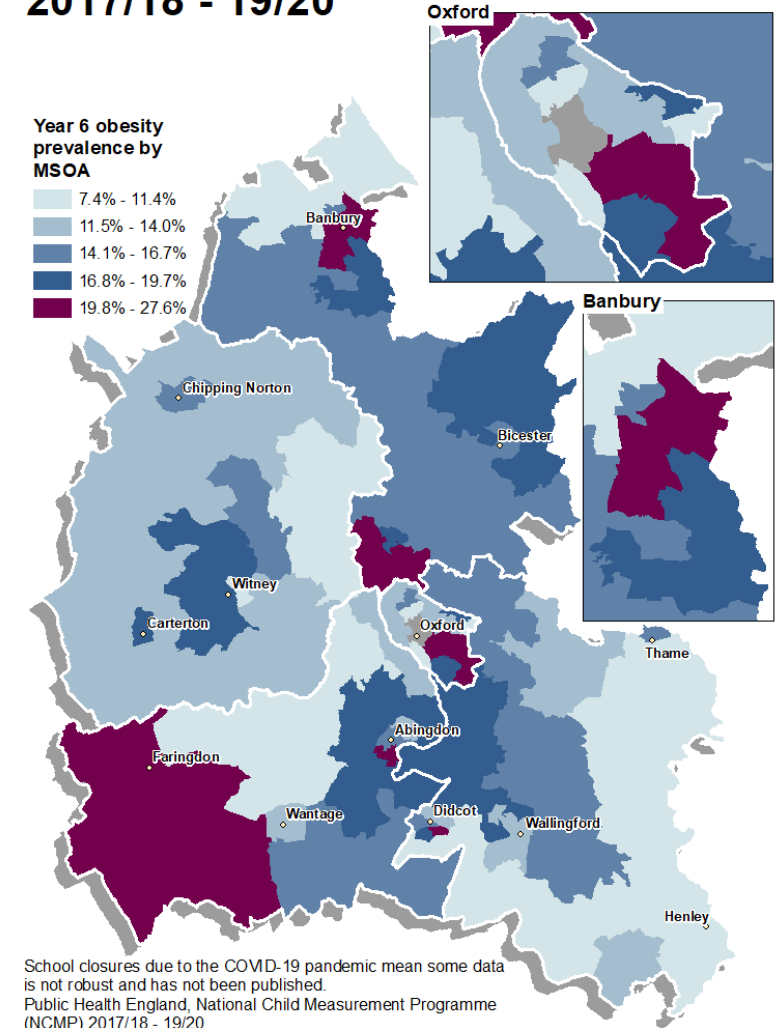 2017/18 - 19/20
Oxford
Year 6 obesity
prevalence by
MSOA
7.4% - 11.4%
11.5% - 14.0%
14.1% - 16.7%
16.8% - 19.7%
19.8% - 27.6%
Banbury
Banbury
Chipping Norton
Bicester
Witney
Carterton
Oxford
Thame
Abingdon
Faringdon
Wantage
Didcot
Wallingford
Henley
School closures due to the COVID-19 pandemic mean some data
is not robust and has not been published.
Public Health England, National Child Measurement Programme
(NCMP) 2017/18 - 19/20